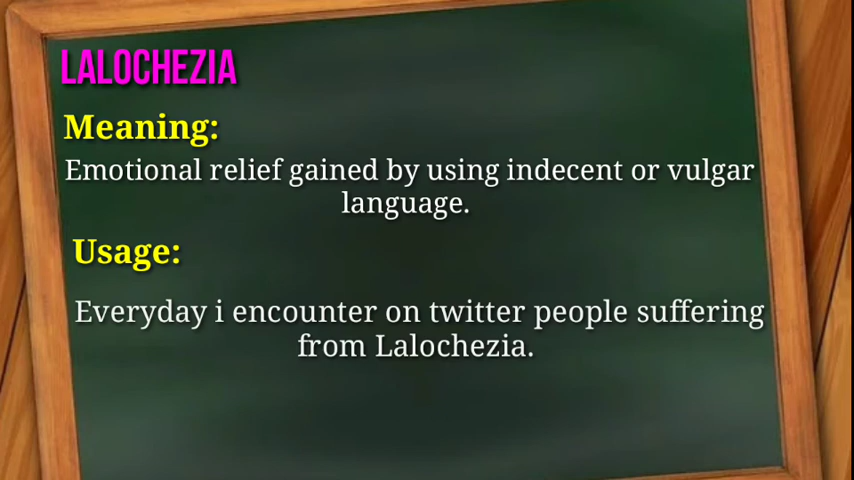 LALOCHEZIA
Meaning:
Emotional relief gained by using indecent or vulgar
language.
Usage:
Everyday i encounter on twitter people suffering
from Lalochezia.